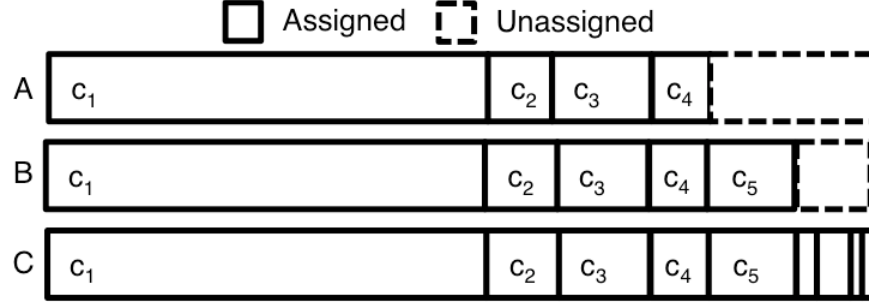 Assigned Unassigned
A c₁ c₂ c₃ c₄
B c₁ c₂ c₃ c₄ c₅
C c₁ c₂ c₃ c₄ c₅